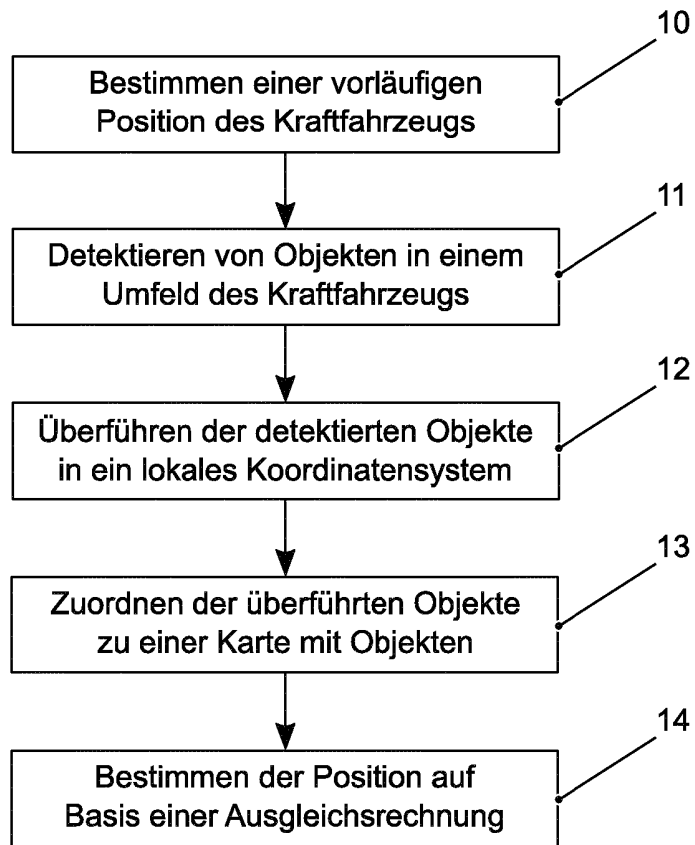 10
Bestimmen einer vorläufigen
Position des Kraftfahrzeugs
11
Detektieren von Objekten in einem
Umfeld des Kraftfahrzeugs
12
Überführen der detektierten Objekte
in ein lokales Koordinatensystem
13
Zuordnen der überführten Objekte
zu einer Karte mit Objekten
14
Bestimmen der Position auf
Basis einer Ausgleichsrechnung